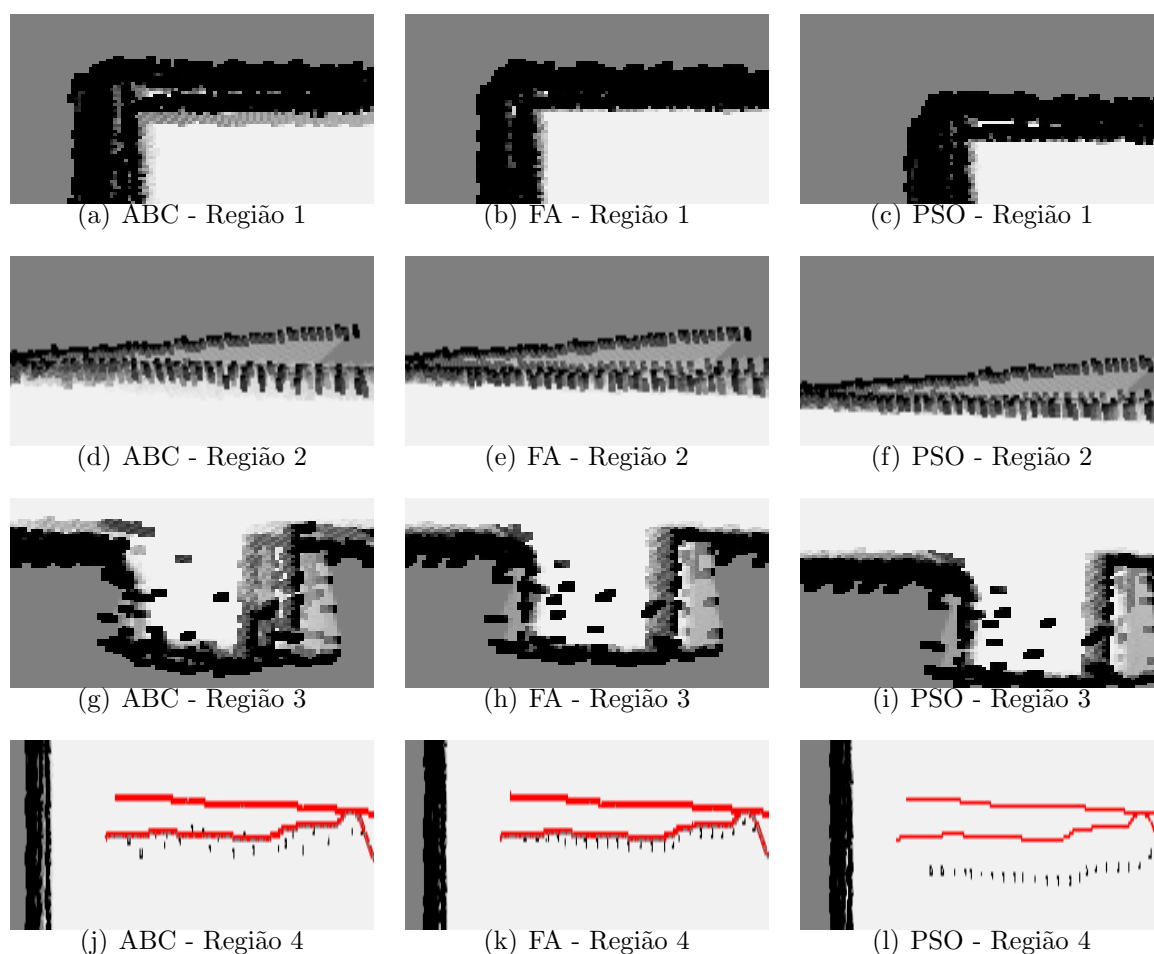 (a) ABC - Região 1
(b) FA - Região 1
(c) PSO - Região 1
(d) ABC - Região 2
(e) FA - Região 2
(f) PSO - Região 2
(g) ABC - Região 3
(h) FA - Região 3
(i) PSO - Região 3
(j) ABC - Região 4
(k) FA - Região 4
(l) PSO - Região 4